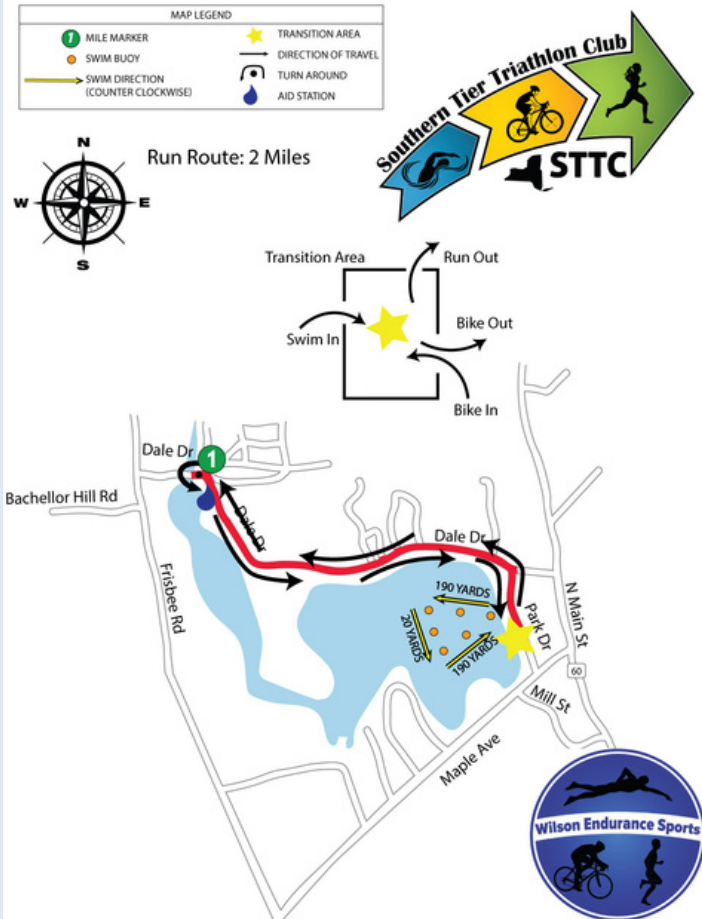 MAP LEGEND
1
MILE MARKER
SWIM BUOY
SWIM DIRECTION
(COUNTER CLOCKWISE)
TRANSITION AREA
DIRECTION OF TRAVEL
TURN AROUND
AID STATION
Southern Tier Triathlon Club
STTC
N
W
E
S
Run Route: 2 Miles
Transition Area
Run Out
Swim In
Bike Out
Bike In
Dale Dr
1
Bachellor Hill Rd
Dale Dr
Dale Dr
Frisbee Rd
190 YARDS
20 YARDS
190 YARDS
Park Dr
N Main St
60
Mill St
Maple Ave
Wilson Endurance Sports